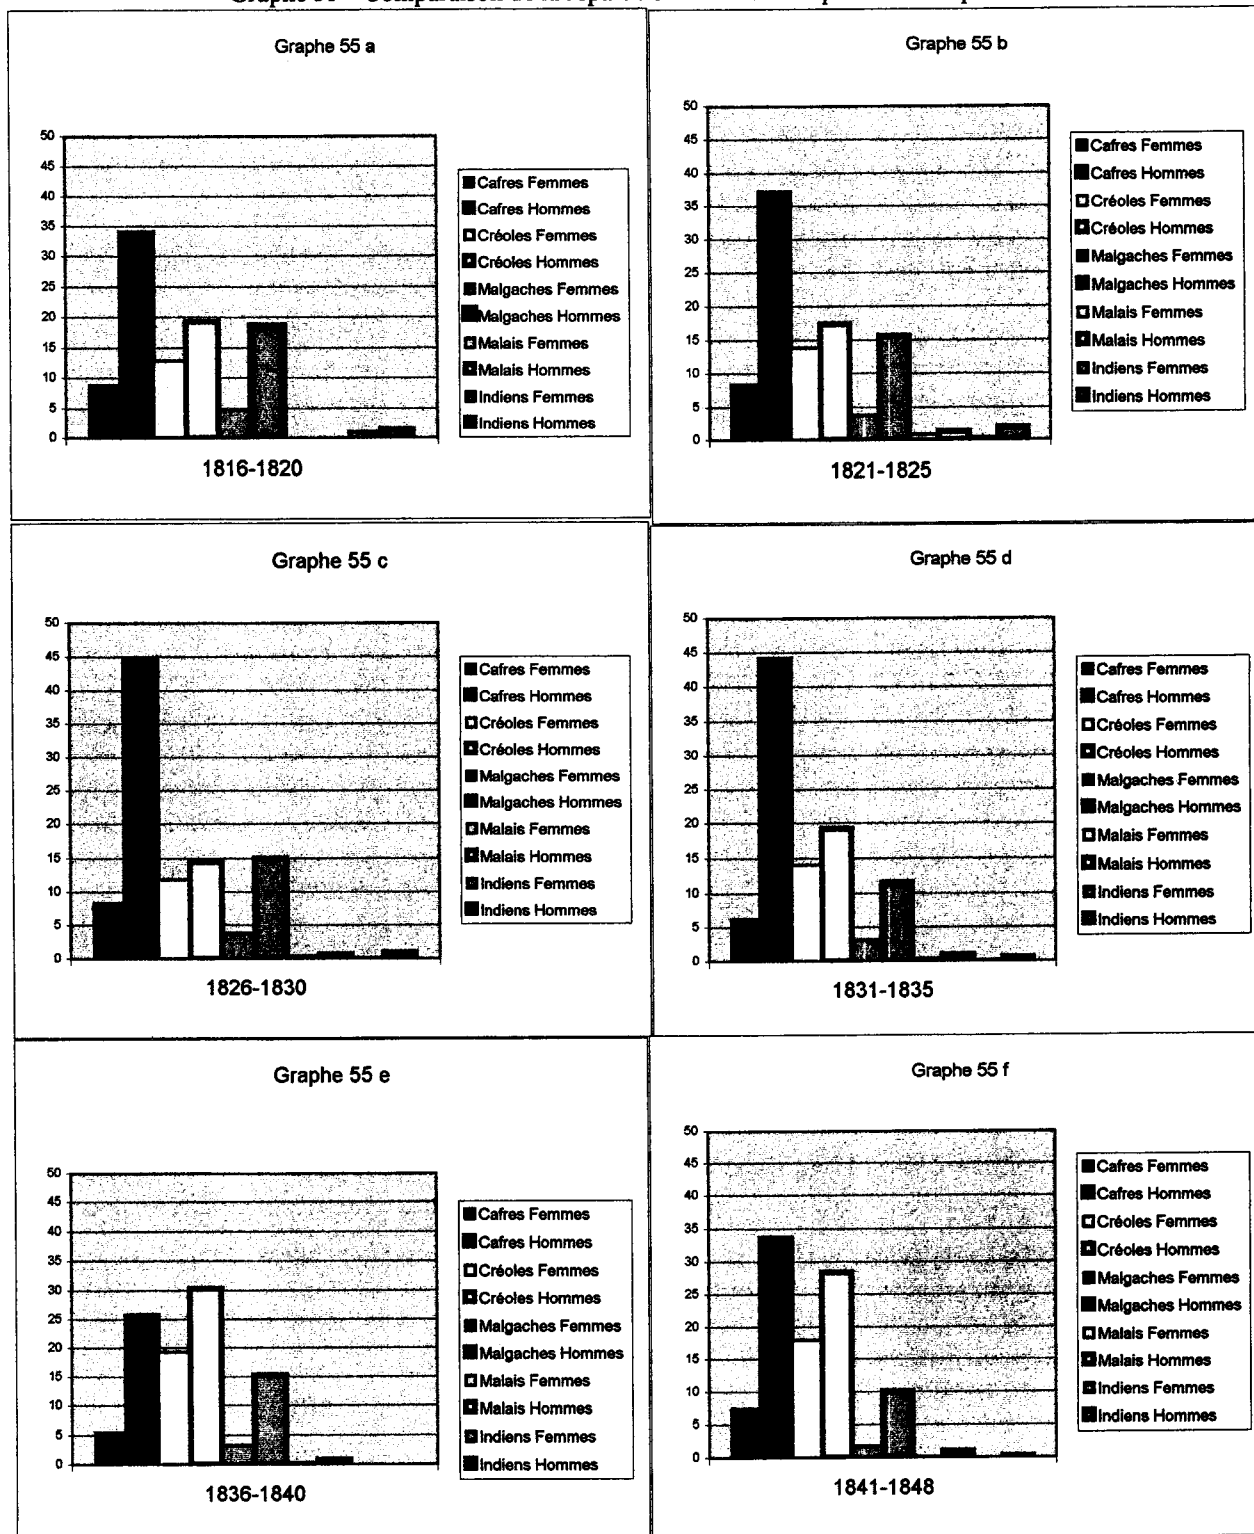 Graphe 55 a
50
45
40
35
30
25
20
15
10
5
0
1816-1820
Cafres Femmes
Cafres Hommes
Créoles Femmes
Créoles Hommes
Malgaches Femmes
Malgaches Hommes
Malais Femmes
Malais Hommes
Indiens Femmes
Indiens Hommes
Graphe 55 b
50
45
40
35
30
25
20
15
10
5
0
1821-1825
Cafres Femmes
Cafres Hommes
Créoles Femmes
Créoles Hommes
Malgaches Femmes
Malgaches Hommes
Malais Femmes
Malais Hommes
Indiens Femmes
Indiens Hommes
Graphe 55 c
50
45
40
35
30
25
20
15
10
5
0
1826-1830
Cafres Femmes
Cafres Hommes
Créoles Femmes
Créoles Hommes
Malgaches Femmes
Malgaches Hommes
Malais Femmes
Malais Hommes
Indiens Femmes
Indiens Hommes
Graphe 55 d
50
45
40
35
30
25
20
15
10
5
0
1831-1835
Cafres Femmes
Cafres Hommes
Créoles Femmes
Créoles Hommes
Malgaches Femmes
Malgaches Hommes
Malais Femmes
Malais Hommes
Indiens Femmes
Indiens Hommes
Graphe 55 e
50
45
40
35
30
25
20
15
10
5
0
1836-1840
Cafres Femmes
Cafres Hommes
Créoles Femmes
Créoles Hommes
Malgaches Femmes
Malgaches Hommes
Malais Femmes
Malais Hommes
Indiens Femmes
Indiens Hommes
Graphe 55 f
50
45
40
35
30
25
20
15
10
5
0
1841-1848
Cafres Femmes
Cafres Hommes
Créoles Femmes
Créoles Hommes
Malgaches Femmes
Malgaches Hommes
Malais Femmes
Malais Hommes
Indiens Femmes
Indiens Hommes